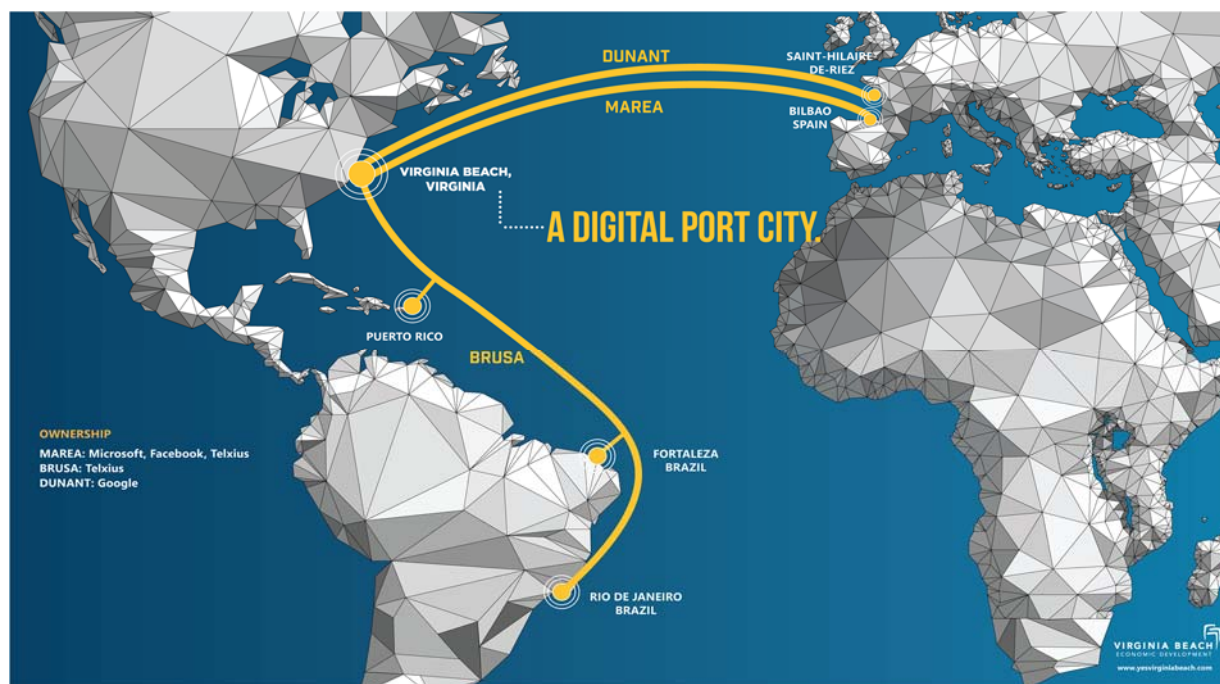 DUNANT
MAREA
SAINT-HILAIRE
DE-RIEZ
BILBAO
SPAIN
VIRGINIA BEACH,
VIRGINIA
A DIGITAL PORT CITY.
PUERTO RICO
BRUSA
OWNERSHIP
MAREA: Microsoft, Facebook, Telxius
BRUSA: Telxius
DUNANT: Google
FORTALEZA
BRAZIL
RIO DE JANEIRO
BRAZIL
VIRGINIA BEACH
ECONOMIC DEVELOPMENT
www.yesvirginiabeach.com